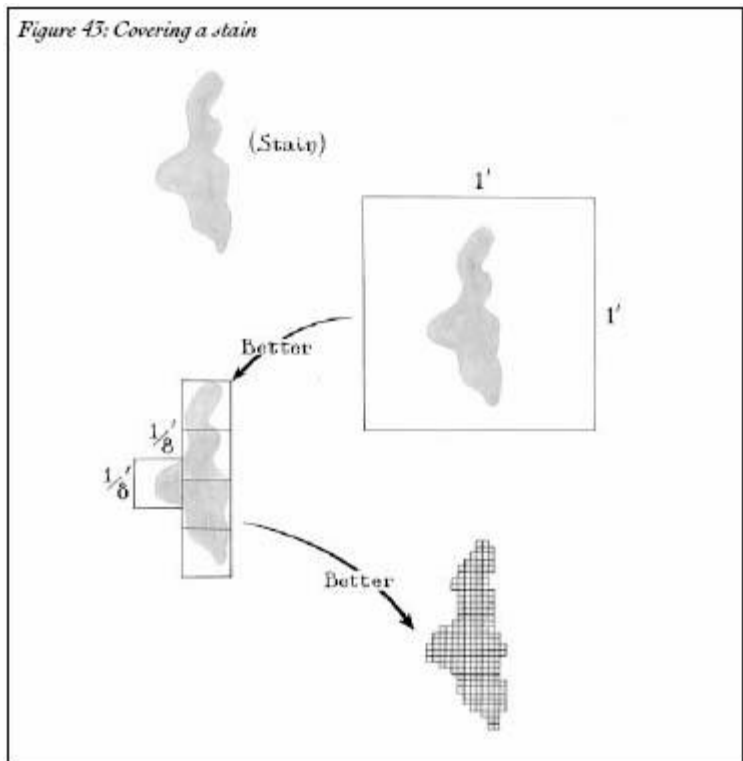 Figure 43: Covering a stain
(Stain)
1'
1'
Better
1/8'
1/8'
Better